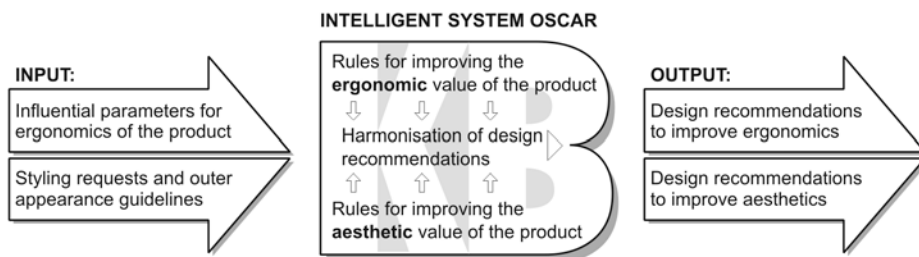 INTELLIGENT SYSTEM OSCAR
INPUT:
Influential parameters for
ergonomics of the product
Styling requests and outer
appearance guidelines
KB
Rules for improving the
ergonomic value of the product
Harmonisation of design
recommendations
Rules for improving the
aesthetic value of the product
OUTPUT:
Design recommendations
to improve ergonomics
Design recommendations
to improve aesthetics